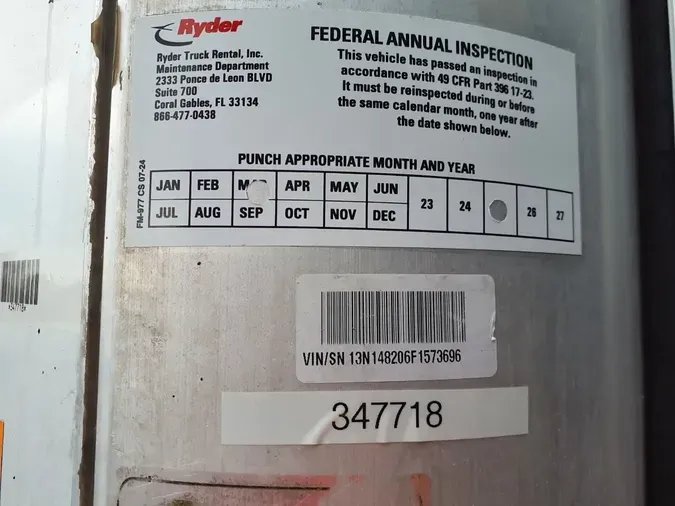 Ryder
Ryder Truck Rental, Inc.
Maintenance Department
2333 Ponce de Leon BLVD
Suite 700
Coral Gables, FL 33134
866-477-0438
FEDERAL ANNUAL INSPECTION
This vehicle has passed an inspection in
accordance with 49 CFR Part 396 17-23.
It must be reinspected during or before
the same calendar month, one year after
the date shown below.
PUNCH APPROPRIATE MONTH AND YEAR
JAN FEB APR MAY JUN 23 24 26 27
JUL AUG SEP OCT NOV DEC
FM-977 CS 07-24
VIN/SN 13N148206F1573696
347718